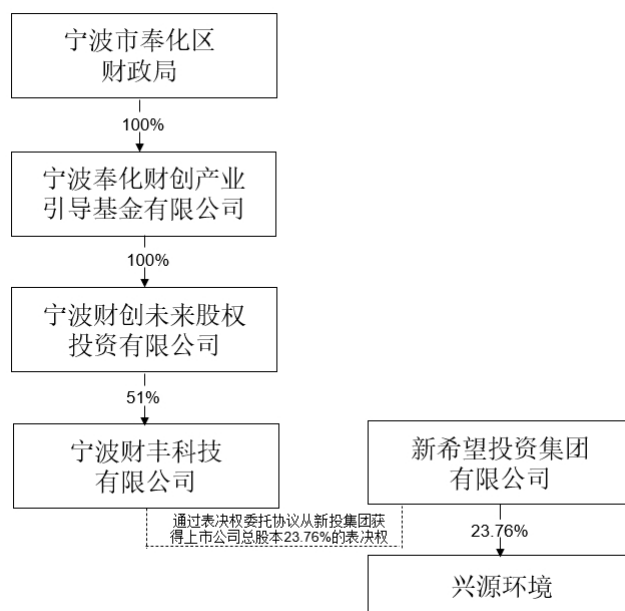 宁波市奉化区
财政局
100%
宁波奉化财创产业
引导基金有限公司
100%
宁波财创未来股权
投资有限公司
51%
宁波财丰科技
有限公司
新希望投资集团
有限公司
通过表决权委托协议从新投集团获
得上市公司总股本23.76%的表决权
23.76%
兴源环境